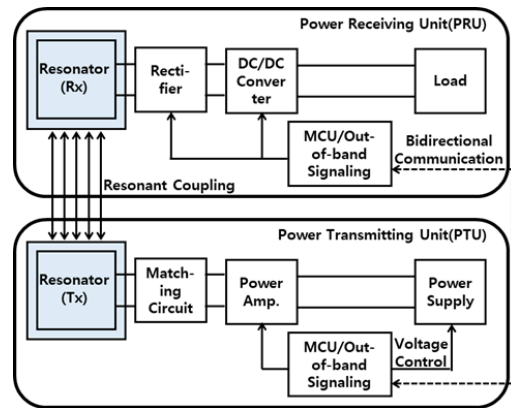 Power Receiving Unit(PRU)
Resonator
(Rx)
Recti-
fier
DC/DC
Conver
ter
Load
MCU/Out-
of-band
Signaling
Bidirectional
Communication
Resonant Coupling
Power Transmitting Unit(PTU)
Resonator
(Tx)
Match-
ing
Circuit
Power
Amp.
Power
Supply
MCU/Out-
of-band
Signaling
Voltage
Control